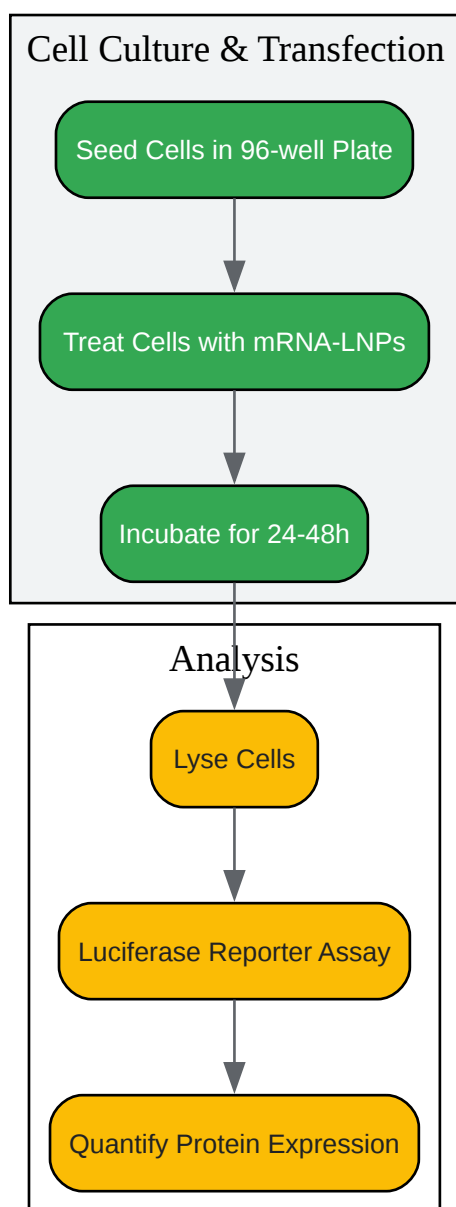 Cell Culture & Transfection
Seed Cells in 96-well Plate
Treat Cells with mRNA-LNPs
Incubate for 24-48h
Analysis
Lyse Cells
Luciferase Reporter Assay
Quantify Protein Expression